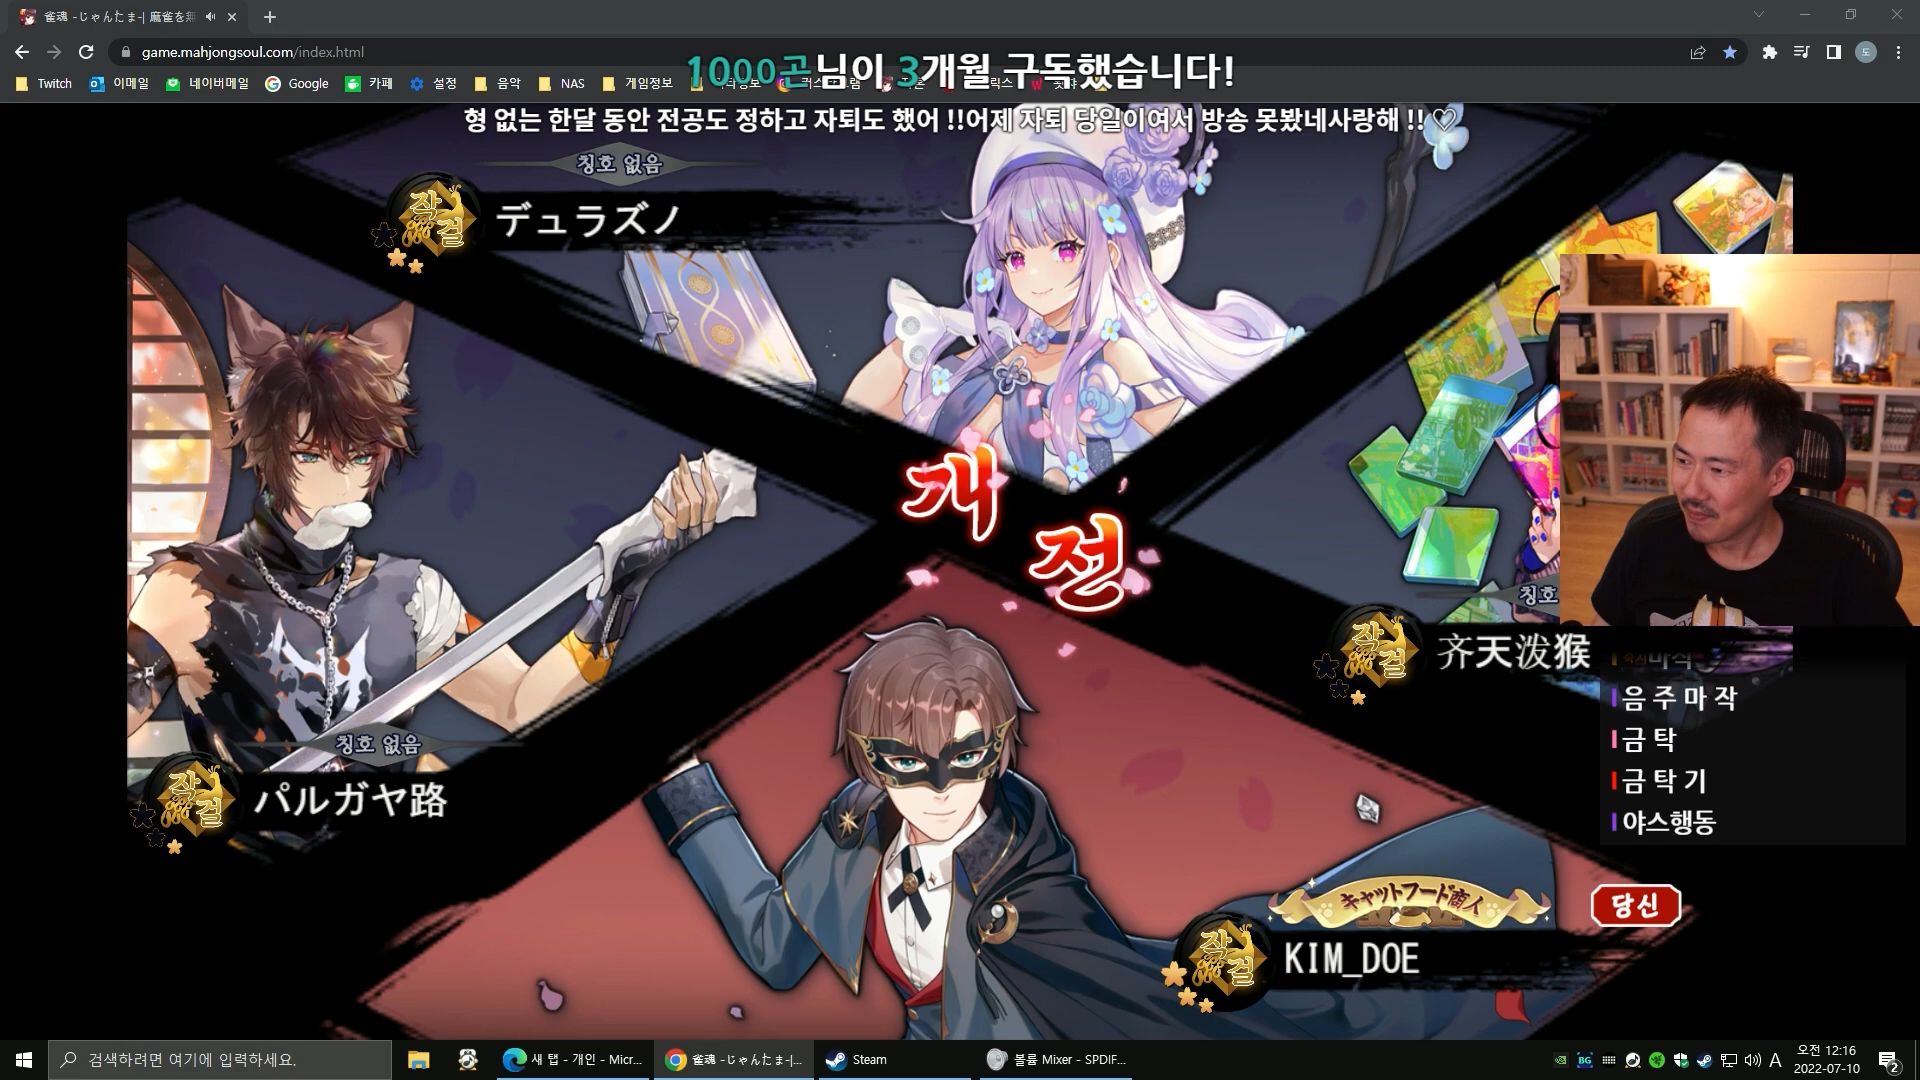 雀魂 -じゃんたま-| 麻雀を無
game.mahjongsoul.com/index.html
Twitch
이메일
네이버메일
Google
카페
설정
음악
NAS
게임정보
1000곤님이 3개월 구독했습니다!
형 없는 한달 동안 전공도 정하고 자퇴도 했어 !!어제 자퇴 당일이여서 방송 못봤네사랑해 !! ♡
칭호 없음
작걸
デュラズノ
개전
칭호
작걸
齐天泼猴
음 주 마 작
금 탁
금 탁 기
야스행동
칭호 없음
작걸
パルガヤ路
キャットフード商人
당신
작걸
KIM_DOE
검색하려면 여기에 입력하세요.
새 탭 - 개인 - Micr...
雀魂 -じゃんたま-|...
Steam
볼륨 Mixer - SPDIF...
BG
A
오전 12:16
2022-07-10
2